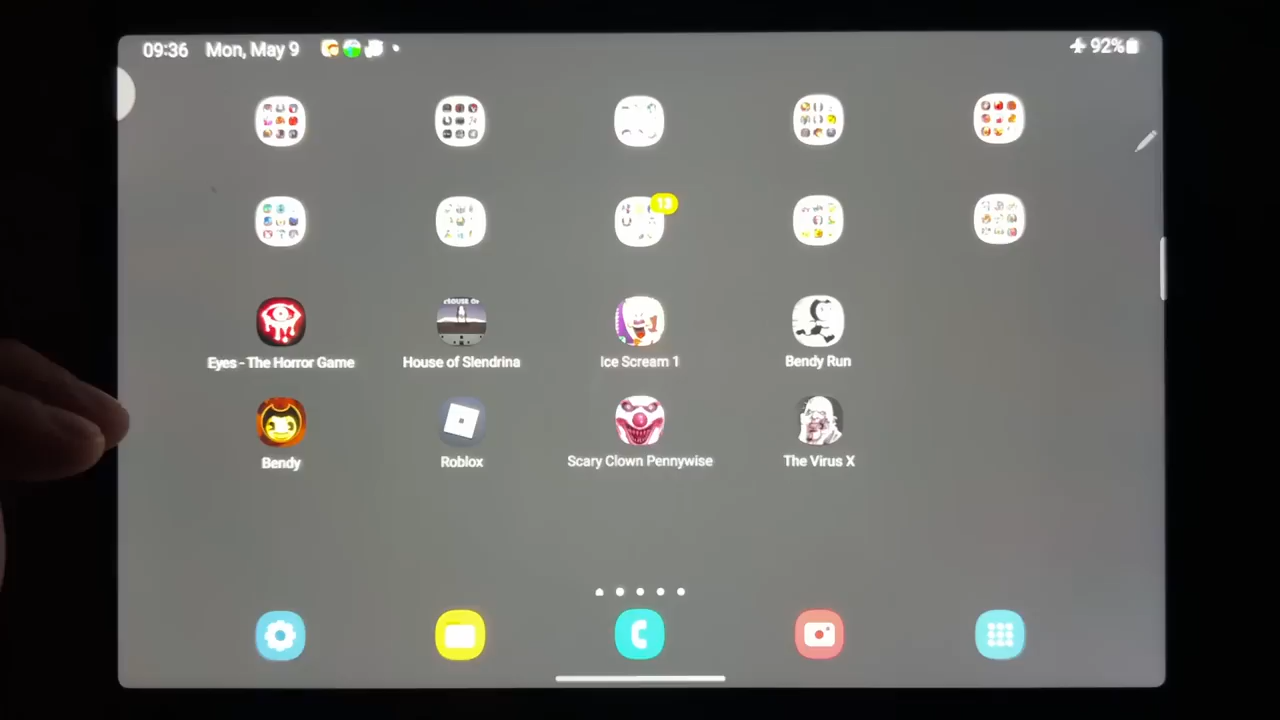 09:36 Mon, May 9 92%
13
Eyes - The Horror Game House of Slendrina Ice Scream 1 Bendy Run
Bendy Roblox Scary Clown Pennywise The Virus X